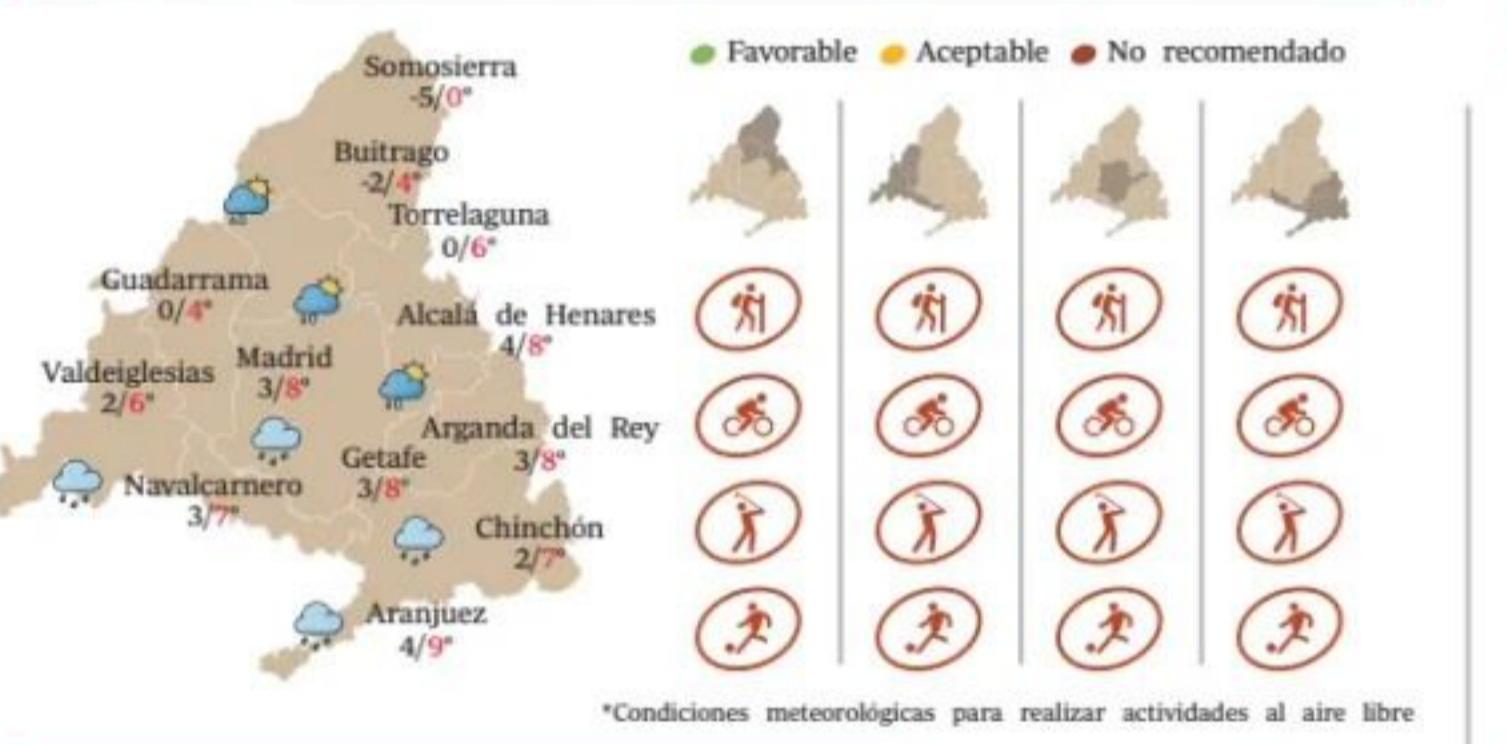 Somosierra
-5/0°
Buitrago
-2/4°
Torrelaguna
0/6°
Guadarrama
0/4°
Alcalá de Henares
4/8°
Madrid
3/8°
Valdeiglesias
2/6°
Arganda del Rey
3/8°
Getafe
3/8°
Navalcarnero
3/7°
Chinchón
2/7°
Aranjuez
4/9°
Favorable Aceptable No recomendado
*Condiciones meteorológicas para realizar actividades al aire libre